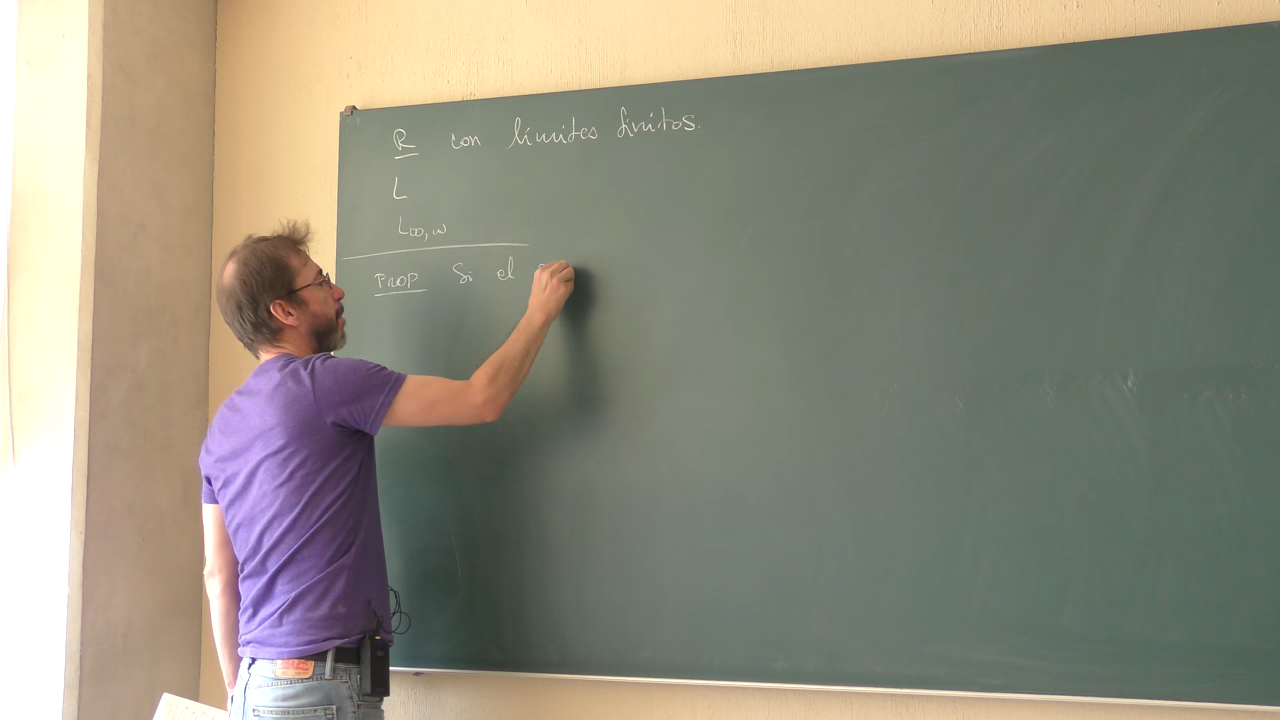 R con límites finitos.
L
L∞,ω
PROP Si el